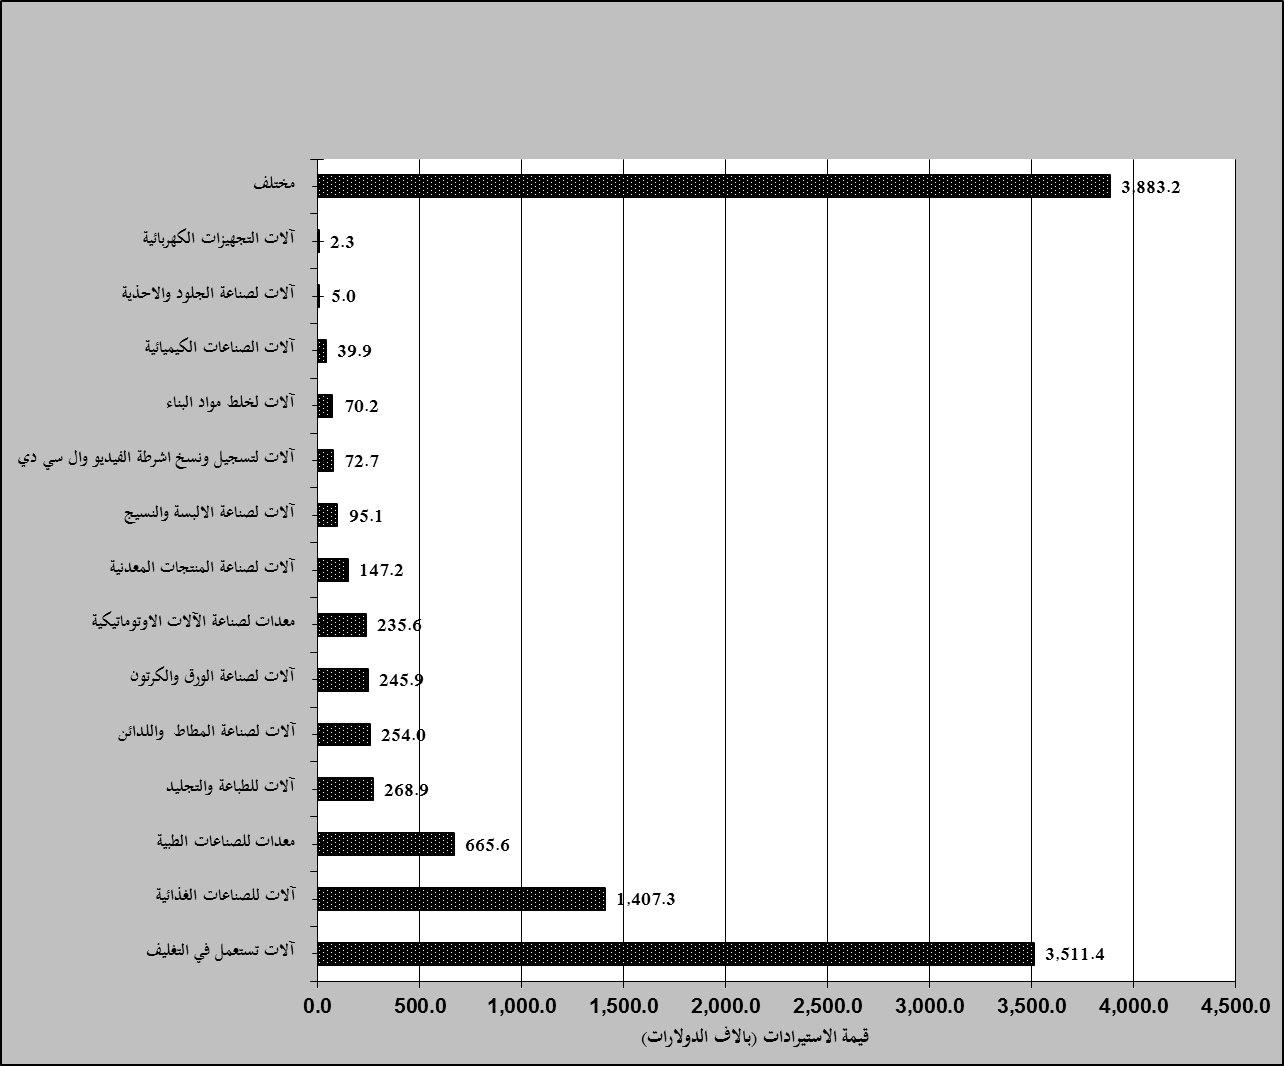 مختلف
3,883.2
آلات التجهيزات الكهربائية
2.3
آلات لصناعة الجلود والاحذية
5.0
آلات الصناعات الكيميائية
39.9
آلات لخلط مواد البناء
70.2
آلات لتسجيل ونسخ اشرطة الفيديو وال سي دي
72.7
آلات لصناعة الالبسة والنسيج
95.1
آلات لصناعة المنتجات المعدنية
147.2
معدات لصناعة الآلات الاوتوماتيكية
235.6
آلات لصناعة الورق والكرتون
245.9
آلات لصناعة المطاط واللدائن
254.0
آلات للطباعة والتجليد
268.9
معدات للصناعات الطبية
665.6
آلات للصناعات الغذائية
1,407.3
آلات تستعمل في التغليف
3,511.4
0.0 500.0 1,000.0 1,500.0 2,000.0 2,500.0 3,000.0 3,500.0 4,000.0 4,500.0
قيمة الاستيرادات (بالاف الدولارات)